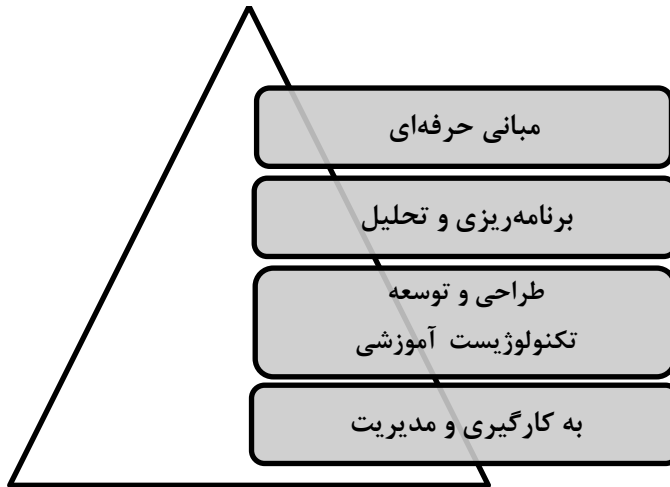 مبانی حرفه‌ای
برنامه‌ریزی و تحلیل
طراحی و توسعه
تکنولوژیست آموزشی
به کارگیری و مدیریت